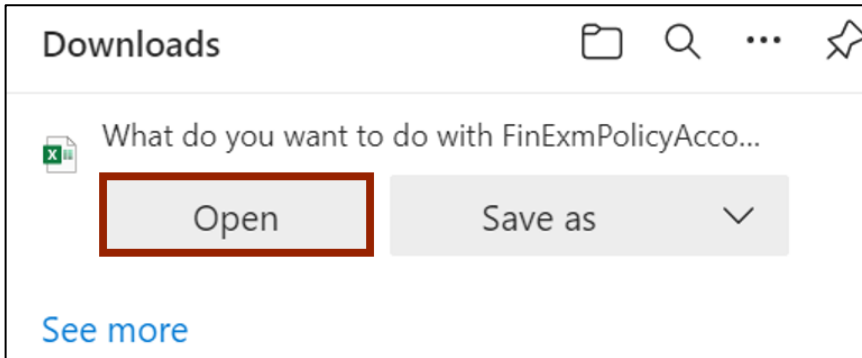 Downloads
What do you want to do with FinExmPolicyAcco...
Open
Save as
See more